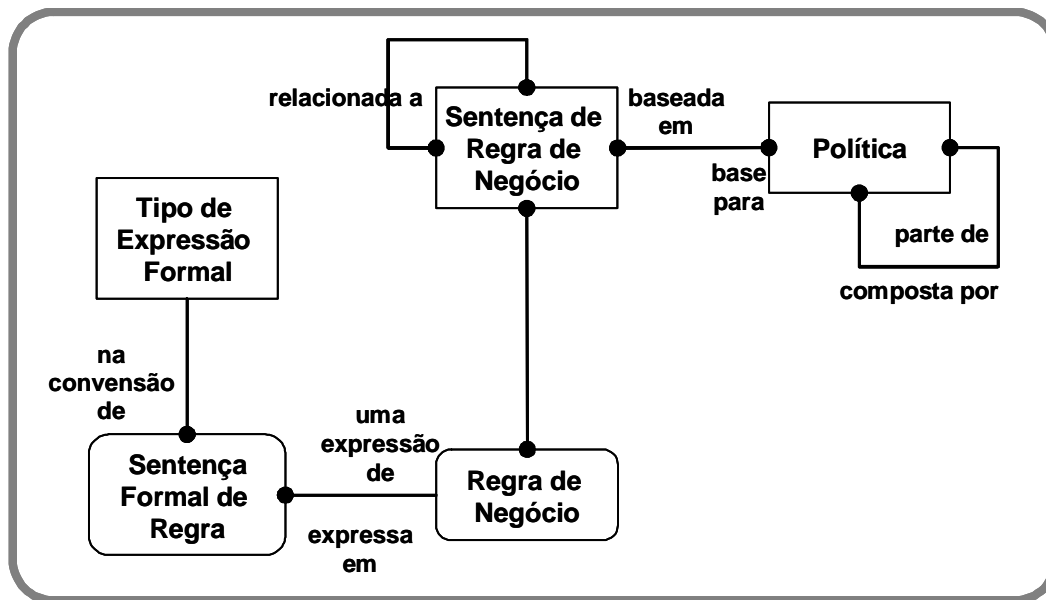 relacionada a
Sentença de
Regra de
Negócio
baseada
em
base
para
Política
parte de
composta por
Tipo de
Expressão
Formal
na
convensão
de
Sentença
Formal de
Regra
uma
expressão
de
expressa
em
Regra de
Negócio